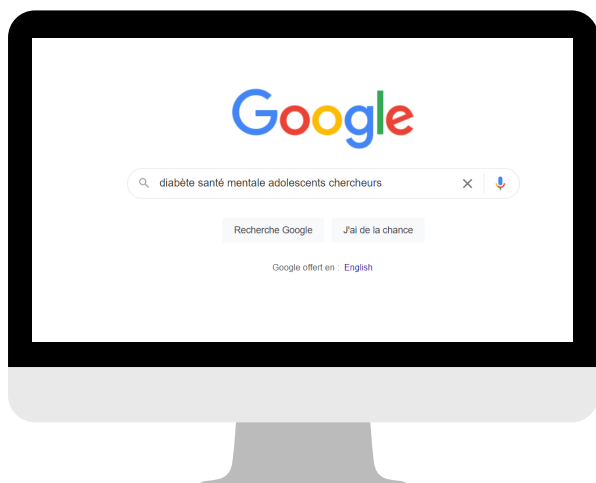 Google
diabète santé mentale adolescents chercheurs
Recherche Google J'ai de la chance
Google offert en : English